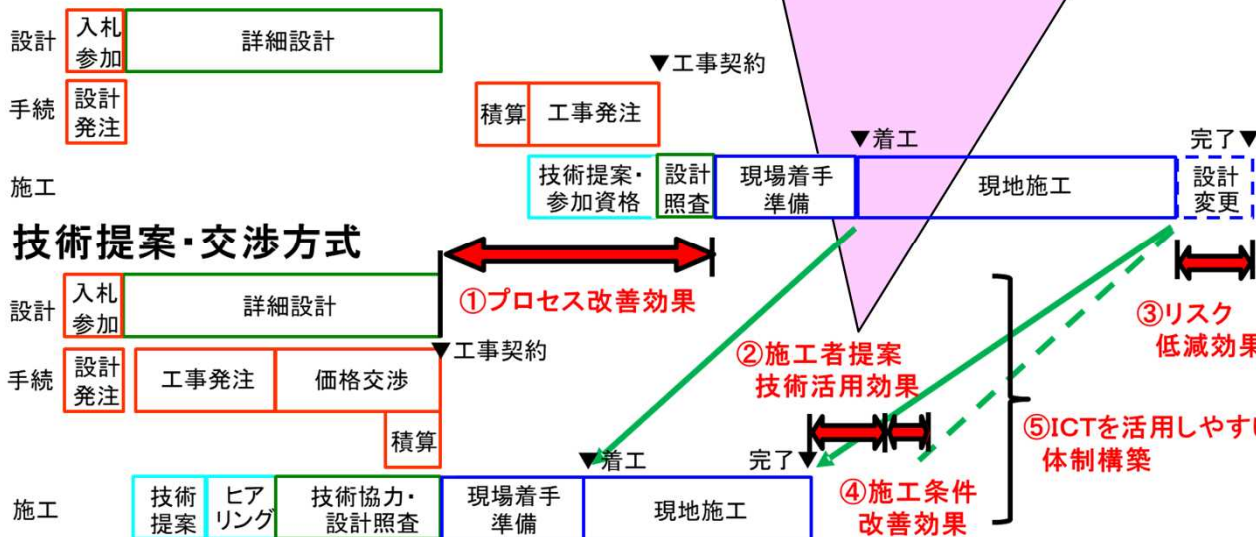 設計
入札
参加
詳細設計
▼工事契約
手続
設計
発注
積算
工事発注
▼着工
完了▼
施工
技術提案・
参加資格
設計
照査
現場着手
準備
現地施工
設計
変更
技術提案・交渉方式
設計
入札
参加
詳細設計
①プロセス改善効果
③リスク
低減効果
▼工事契約
②施工者提案
技術活用効果
手続
設計
発注
工事発注
価格交渉
積算
⑤ICTを活用しやすい
体制構築
▼着工
完了▼
④施工条件
改善効果
施工
技術
提案
ヒア
リング
技術協力・
設計照査
現場着手
準備
現地施工